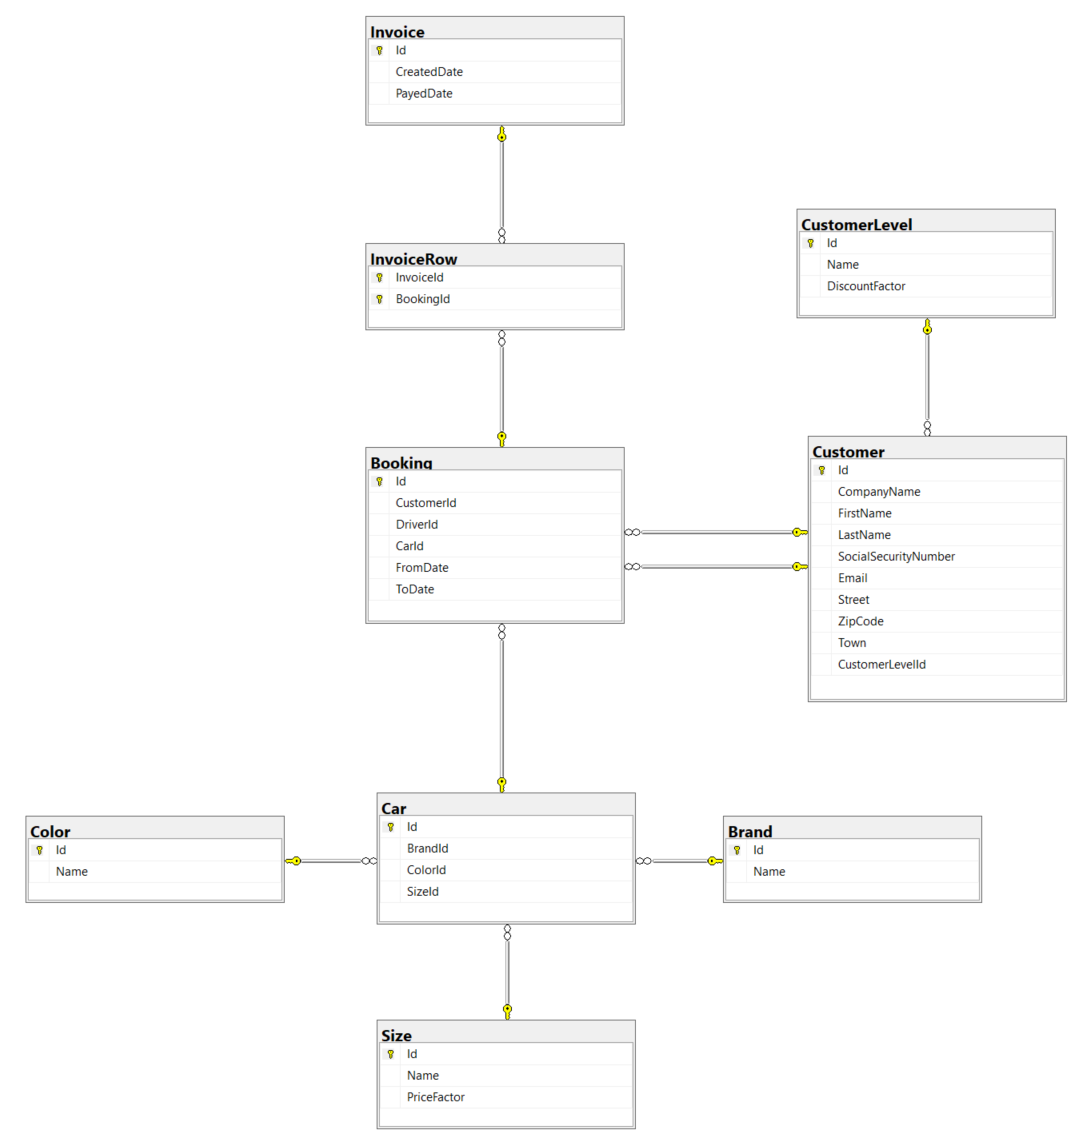 Invoice
Id
CreatedDate
PayedDate
InvoiceRow
InvoiceId
BookingId
CustomerLevel
Id
Name
DiscountFactor
Booking
Id
CustomerId
DriverId
CarId
FromDate
ToDate
Customer
Id
CompanyName
FirstName
LastName
SocialSecurityNumber
Email
Street
ZipCode
Town
CustomerLevelId
Car
Id
BrandId
ColorId
SizeId
Color
Id
Name
Brand
Id
Name
Size
Id
Name
PriceFactor